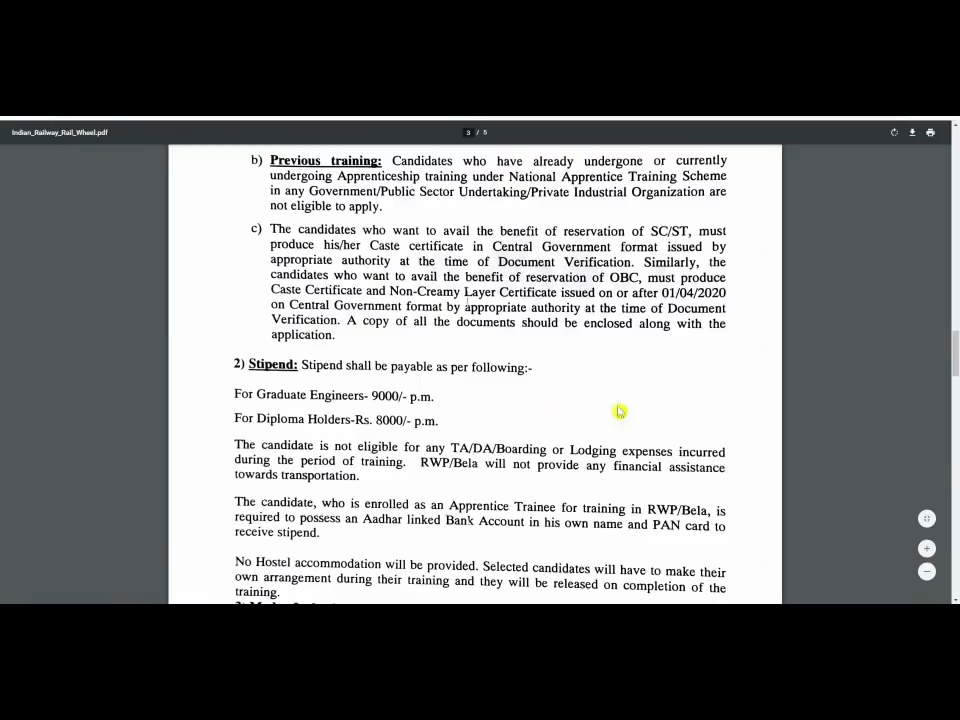 Indian_Railway_Rail_Wheel.pdf
3 / 5
b) Previous training: Candidates who have already undergone or currently
undergoing Apprenticeship training under National Apprentice Training Scheme
in any Government/Public Sector Undertaking/Private Industrial Organization are
not eligible to apply.
c) The candidates who want to avail the benefit of reservation of SC/ST, must
produce his/her Caste certificate in Central Government format issued by
appropriate authority at the time of Document Verification. Similarly, the
candidates who want to avail the benefit of reservation of OBC, must produce
Caste Certificate and Non-Creamy Layer Certificate issued on or after 01/04/2020
on Central Government format by appropriate authority at the time of Document
Verification. A copy of all the documents should be enclosed along with the
application.
2) Stipend: Stipend shall be payable as per following:-
For Graduate Engineers- 9000/- p.m.
For Diploma Holders-Rs. 8000/- p.m.
The candidate is not eligible for any TA/DA/Boarding or Lodging expenses incurred
during the period of training. RWP/Bela will not provide any financial assistance
towards transportation.
The candidate, who is enrolled as an Apprentice Trainee for training in RWP/Bela, is
required to possess an Aadhar linked Bank Account in his own name and PAN card to
receive stipend.
No Hostel accommodation will be provided. Selected candidates will have to make their
own arrangement during their training and they will be released on completion of the
training.